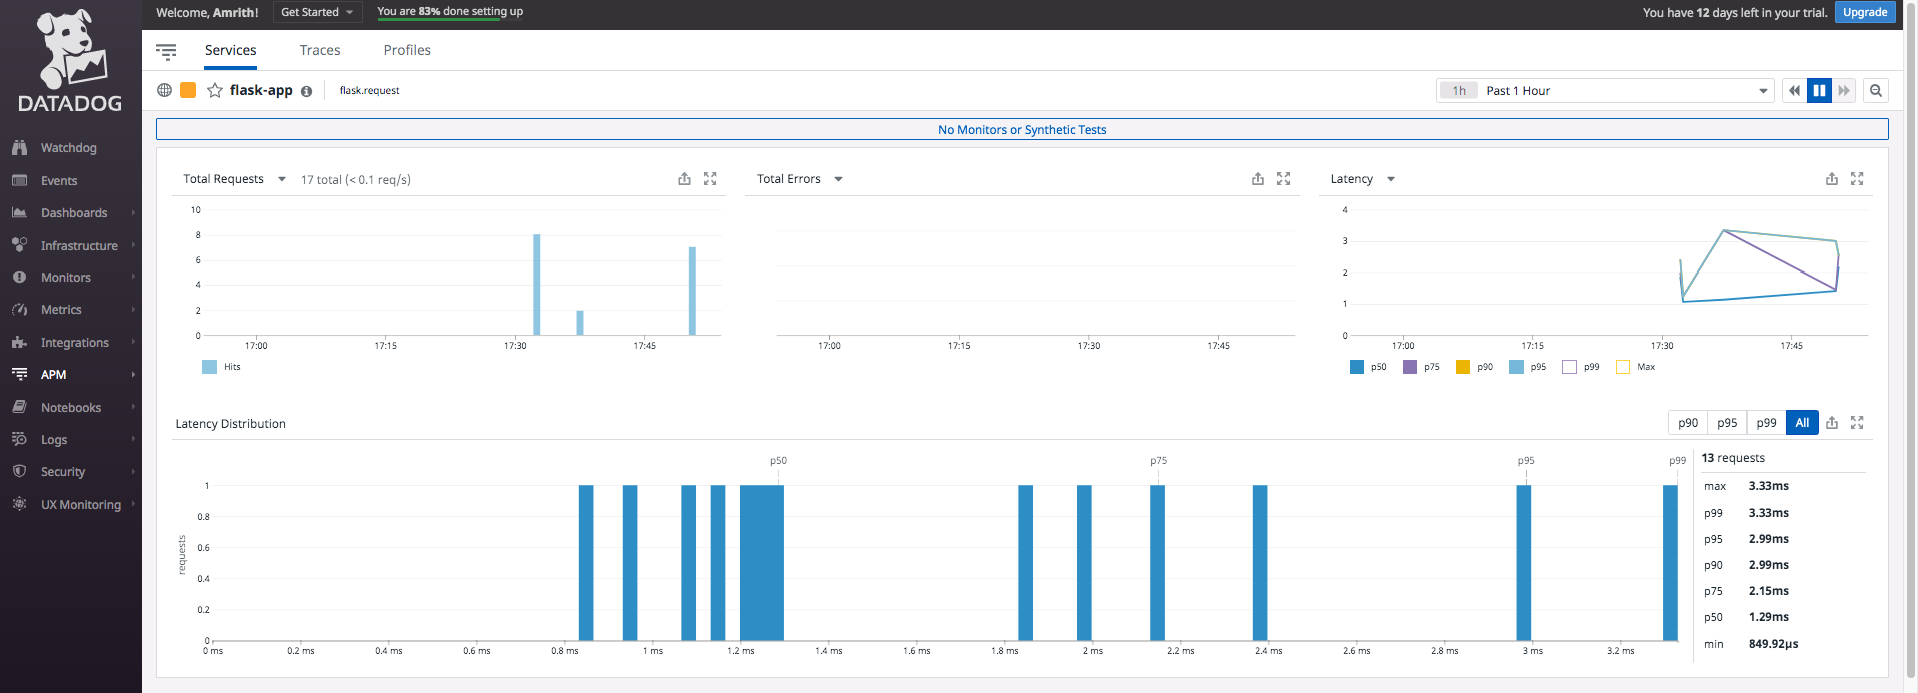 Welcome, Amrith!
Get Started
You are 83% done setting up
You have 12 days left in your trial.
Upgrade
DATADOG
Watchdog
Events
Dashboards
Infrastructure
Monitors
Metrics
Integrations
APM
Notebooks
Logs
Security
UX Monitoring
Services Traces Profiles
flask-app flask.request
1h Past 1 Hour
No Monitors or Synthetic Tests
Total Requests 17 total (< 0.1 req/s)
10
8
6
4
2
0
17:00 17:15 17:30 17:45
Hits
Total Errors
17:00 17:15 17:30 17:45
Latency
4
3
2
1
0
17:00 17:15 17:30 17:45
p50 p75 p90 p95 p99 Max
Latency Distribution
p90 p95 p99 All
p50 p75 p95 p99
requests
1
0.8
0.6
0.4
0.2
0
0 ms 0.2 ms 0.4 ms 0.6 ms 0.8 ms 1 ms 1.2 ms 1.4 ms 1.6 ms 1.8 ms 2 ms 2.2 ms 2.4 ms 2.6 ms 2.8 ms 3 ms 3.2 ms
13 requests
max 3.33ms
p99 3.33ms
p95 2.99ms
p90 2.99ms
p75 2.15ms
p50 1.29ms
min 849.92µs